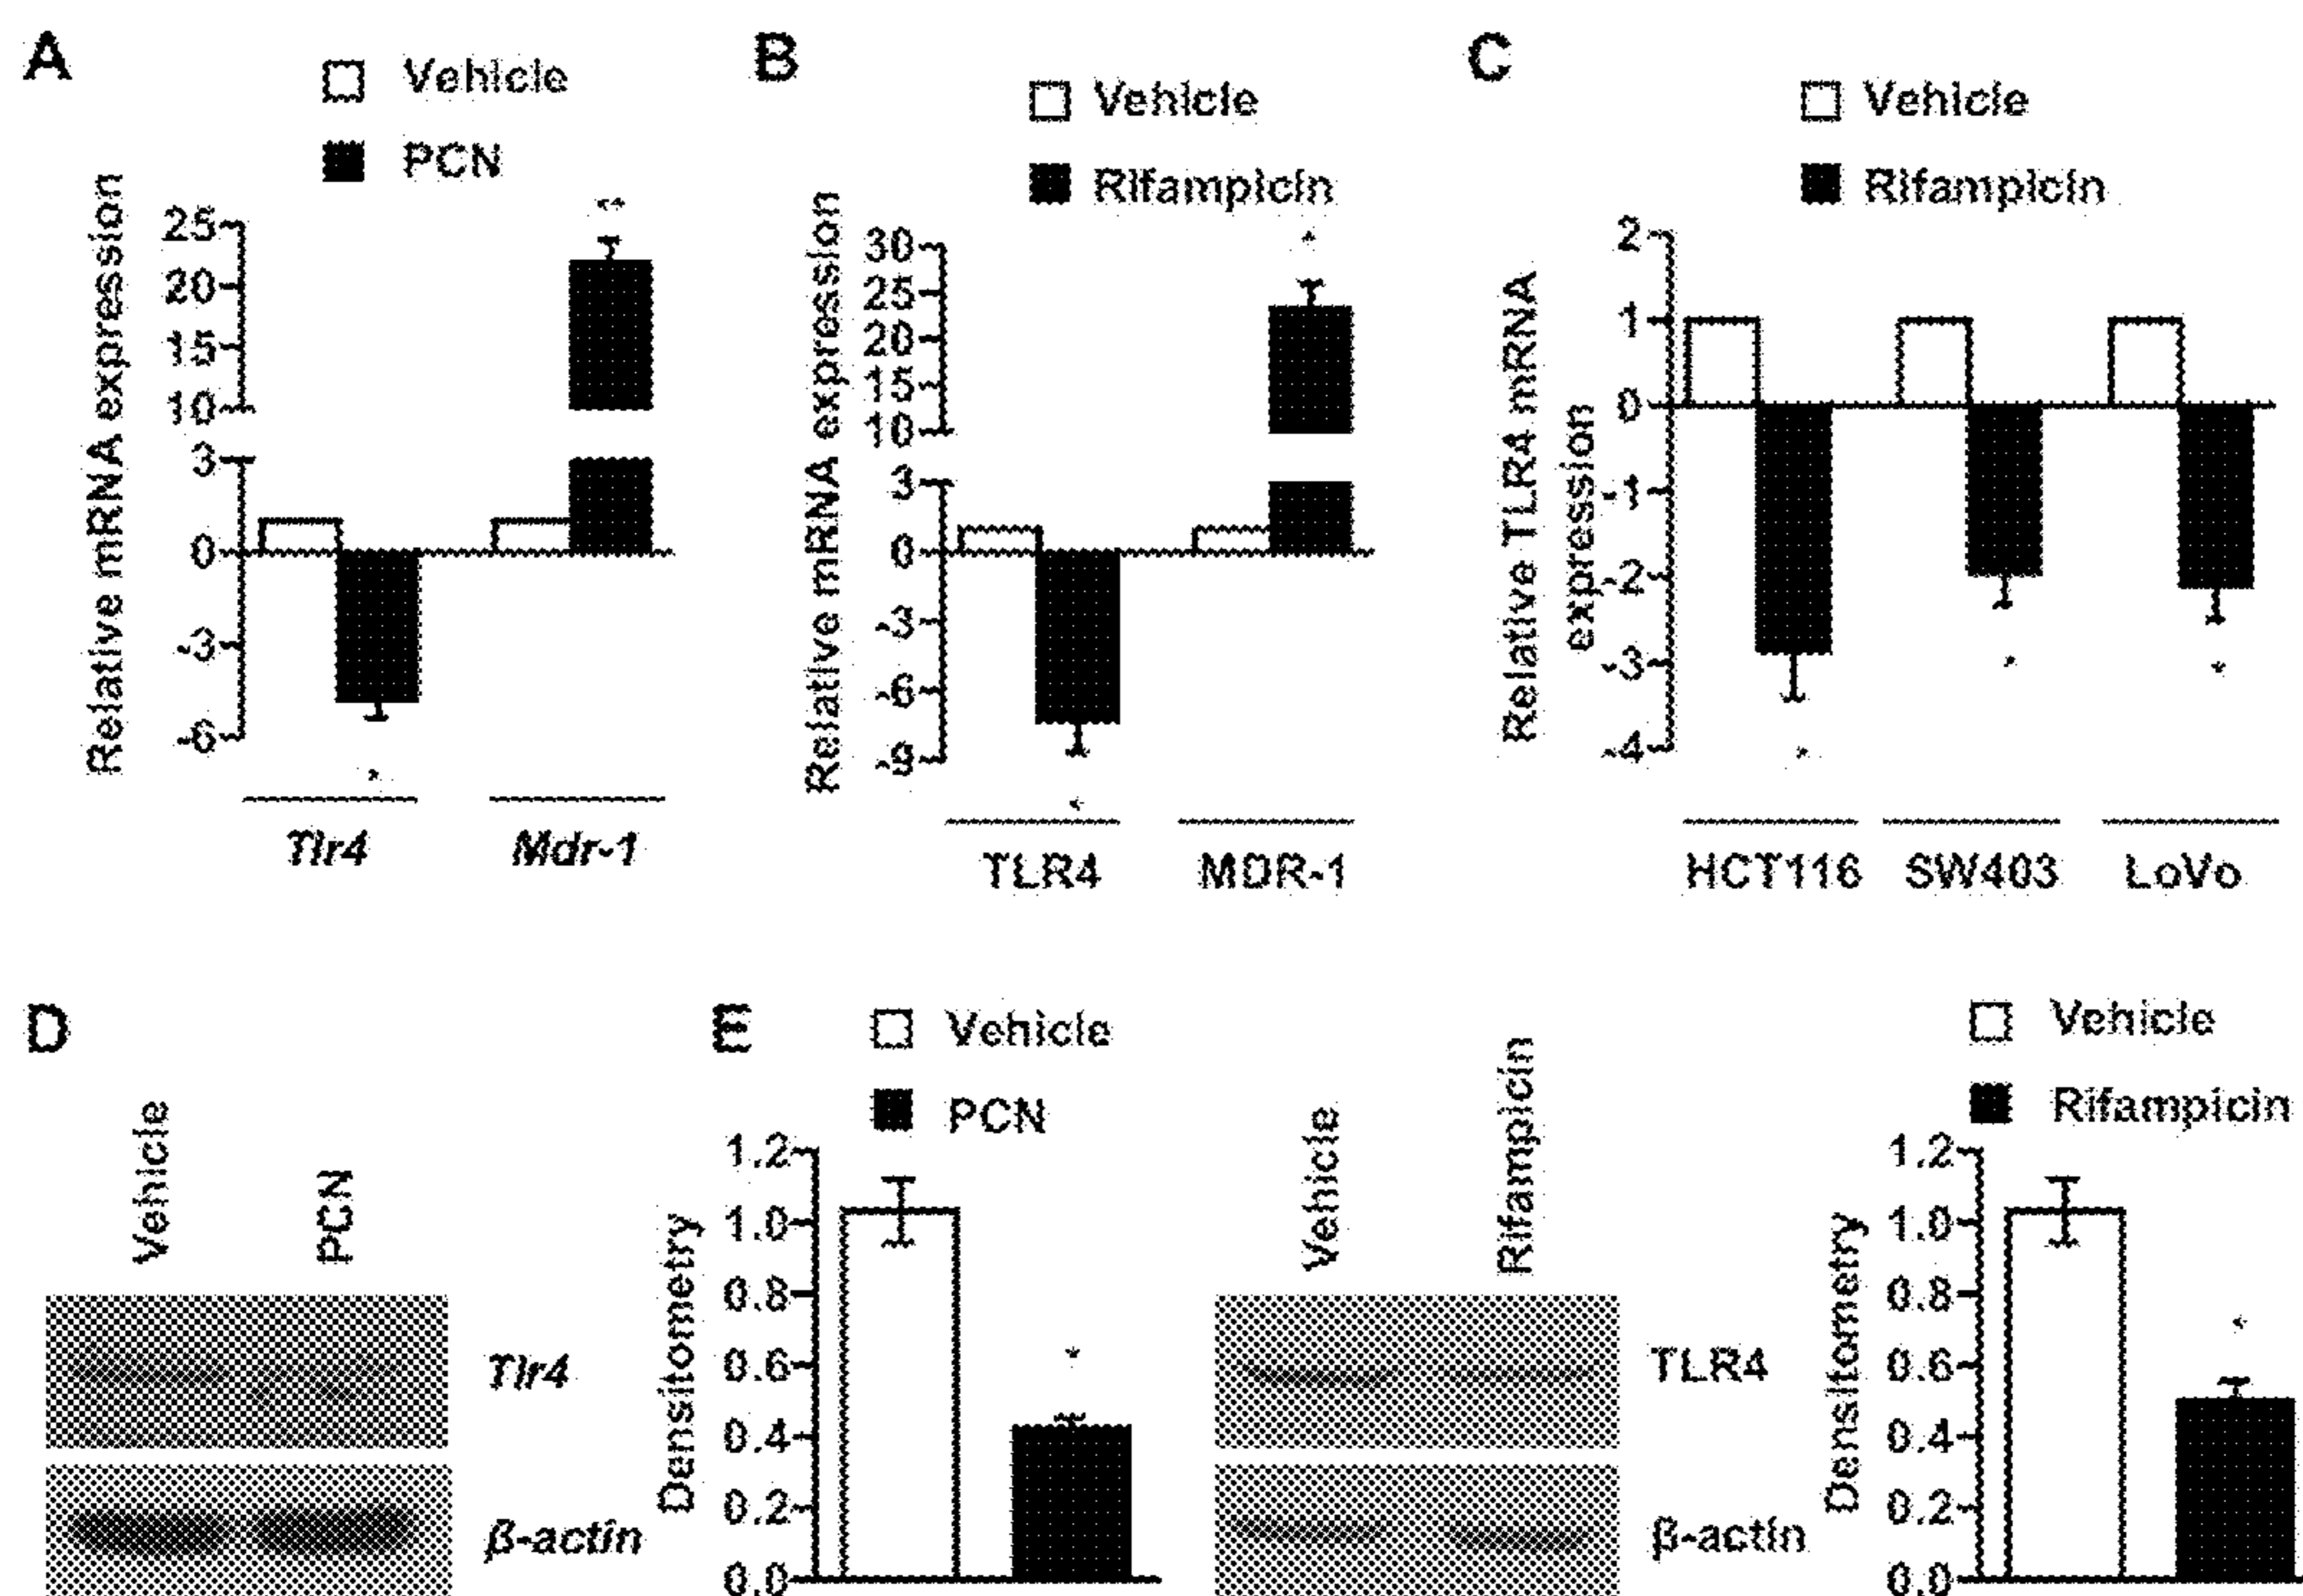 A
Vehicle
PCN
Relative mRNA expression
25
20
15
10
3
0
-3
-6
*
**
Tlr4
Mdr-1
B
Vehicle
Rifampicin
Relative mRNA expression
30
25
20
15
10
3
0
-3
-6
-9
*
*
TLR4
MDR-1
C
Vehicle
Rifampicin
Relative TLR4 mRNA
expression
2
1
0
-1
-2
-3
-4
*
*
*
HCT116
SW403
LoVo
D
Vehicle
PCN
Tlr4
β-actin
E
Vehicle
PCN
Densitometry
1.2
1.0
0.8
0.6
0.4
0.2
0.0
*
Vehicle
Rifampicin
TLR4
β-actin
Vehicle
Rifampicin
Densitometry
1.2
1.0
0.8
0.6
0.4
0.2
0.0
*